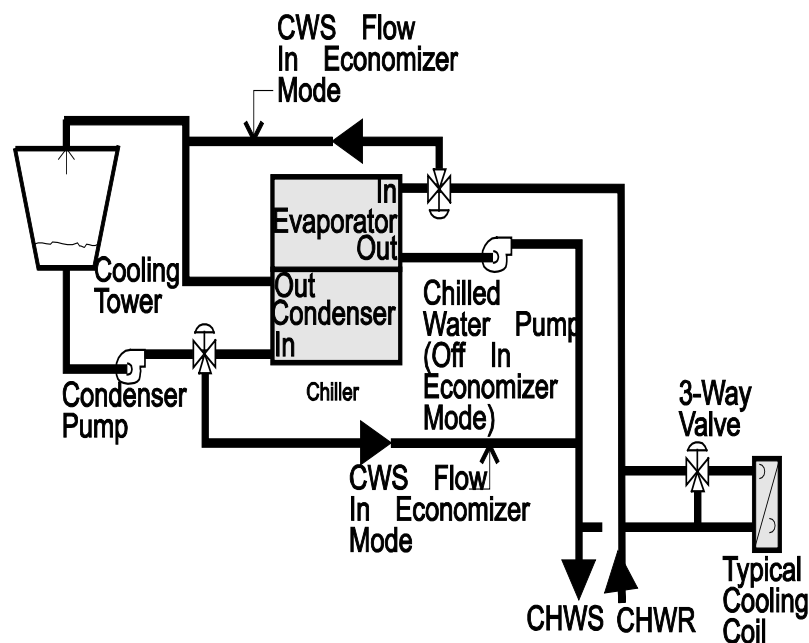 CWS Flow
In Economizer
Mode
In
Evaporator
Out
Cooling
Tower
Out
Condenser
In
Chilled
Water Pump
(Off In
Economizer
Mode)
Condenser
Pump
Chiller
3-Way
Valve
CWS Flow
In Economizer
Mode
Typical
Cooling
Coil
CHWS
CHWR